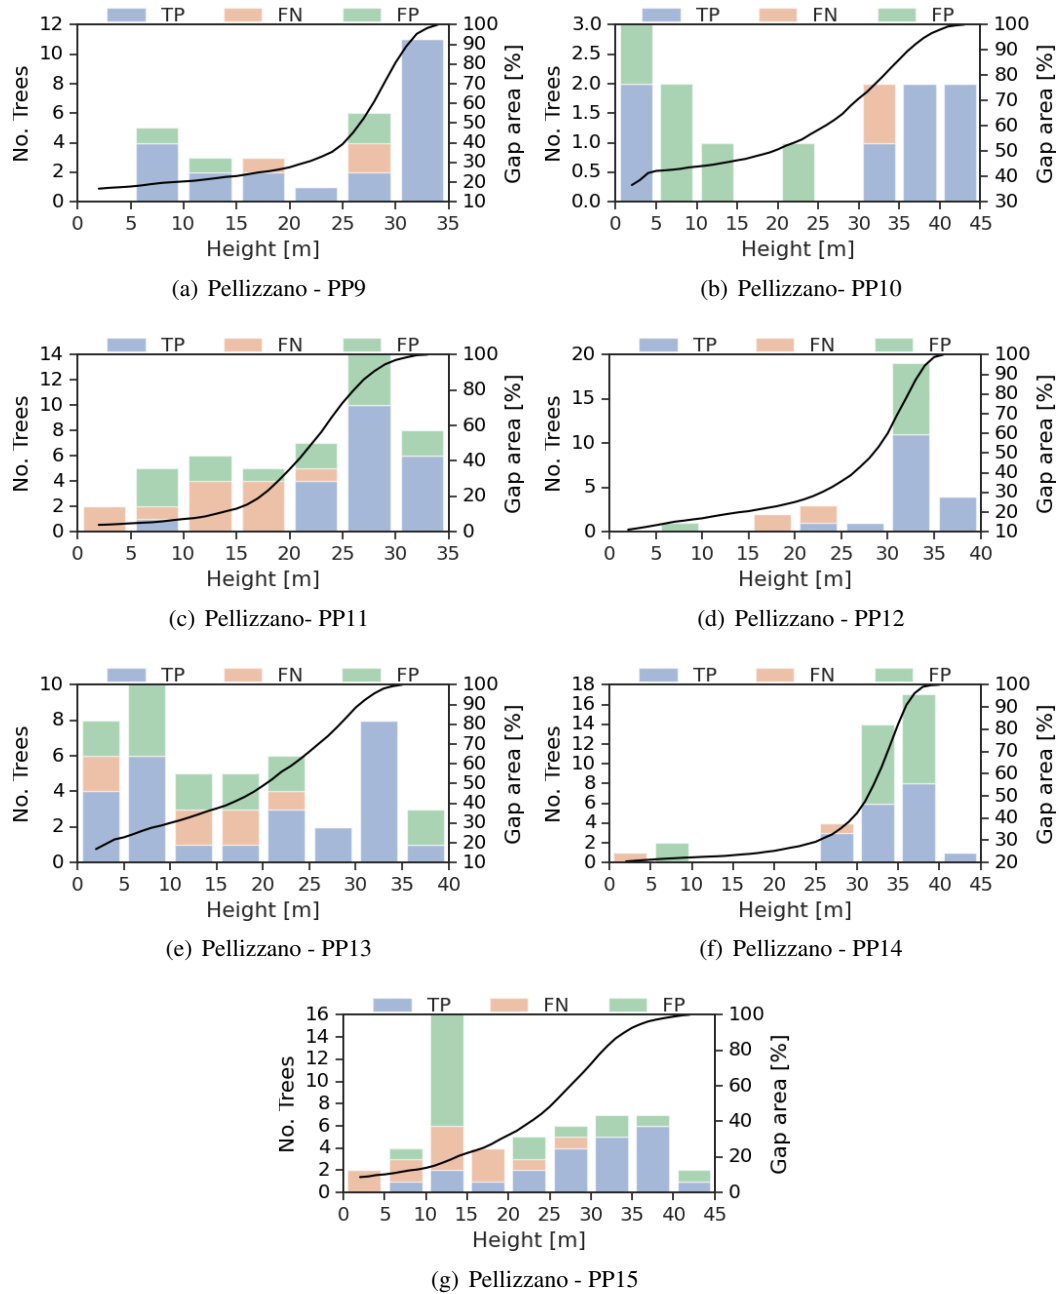 TP FN FP TP FN FP
12 100 3.0 100
10 90 2.5 90
8 80 2.0 80
6 70 1.5 70
4 60 1.0 60
2 50 0.5 50
0 40 0.0 40
30 30
20
10
No. Trees Gap area [%] No. Trees Gap area [%]
0 5 10 15 20 25 30 35 0 5 10 15 20 25 30 35 40 45
Height [m] Height [m]
(a) Pellizzano - PP9 (b) Pellizzano- PP10
TP FN FP TP FN FP
14 100 20 100
12 80 15 90
10 60 10 80
8 40 5 70
6 20 0 60
4 0 50
2 40
0 30
20
10
No. Trees Gap area [%] No. Trees Gap area [%]
0 5 10 15 20 25 30 35 0 5 10 15 20 25 30 35 40
Height [m] Height [m]
(c) Pellizzano- PP11 (d) Pellizzano - PP12
TP FN FP TP FN FP
10 100 18 100
8 90 16 90
6 80 14 80
4 70 12 70
2 60 10 60
0 50 8 50
40 6 40
30 4 30
20 2 20
10 0
No. Trees Gap area [%] No. Trees Gap area [%]
0 5 10 15 20 25 30 35 40 0 5 10 15 20 25 30 35 40 45
Height [m] Height [m]
(e) Pellizzano - PP13 (f) Pellizzano - PP14
TP FN FP
16 100
14 80
12 60
10 40
8 20
6 0
4
2
0
No. Trees Gap area [%]
0 5 10 15 20 25 30 35 40 45
Height [m]
(g) Pellizzano - PP15